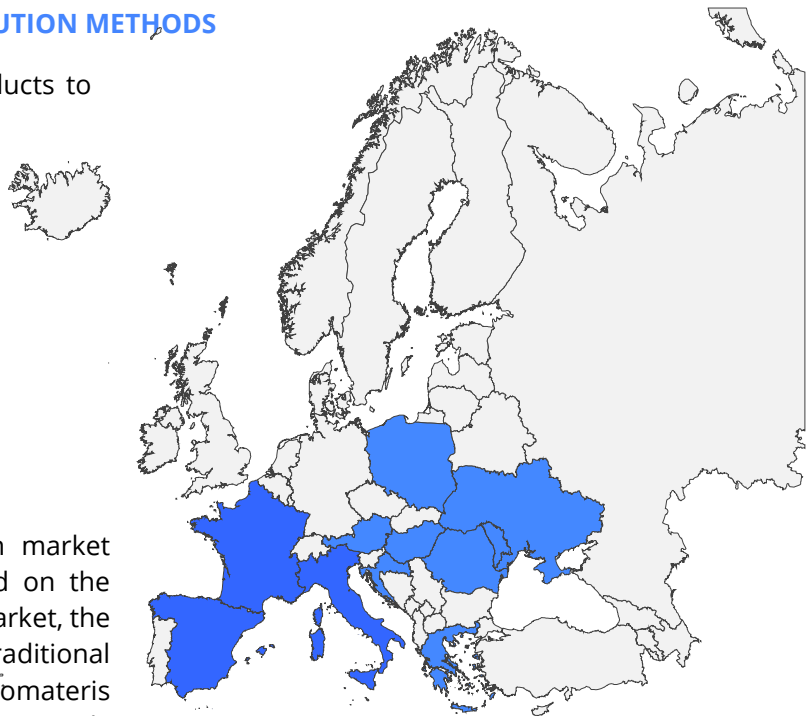 UTION METHODS
ducts to
market
d on the
arket, the
raditional
omateris